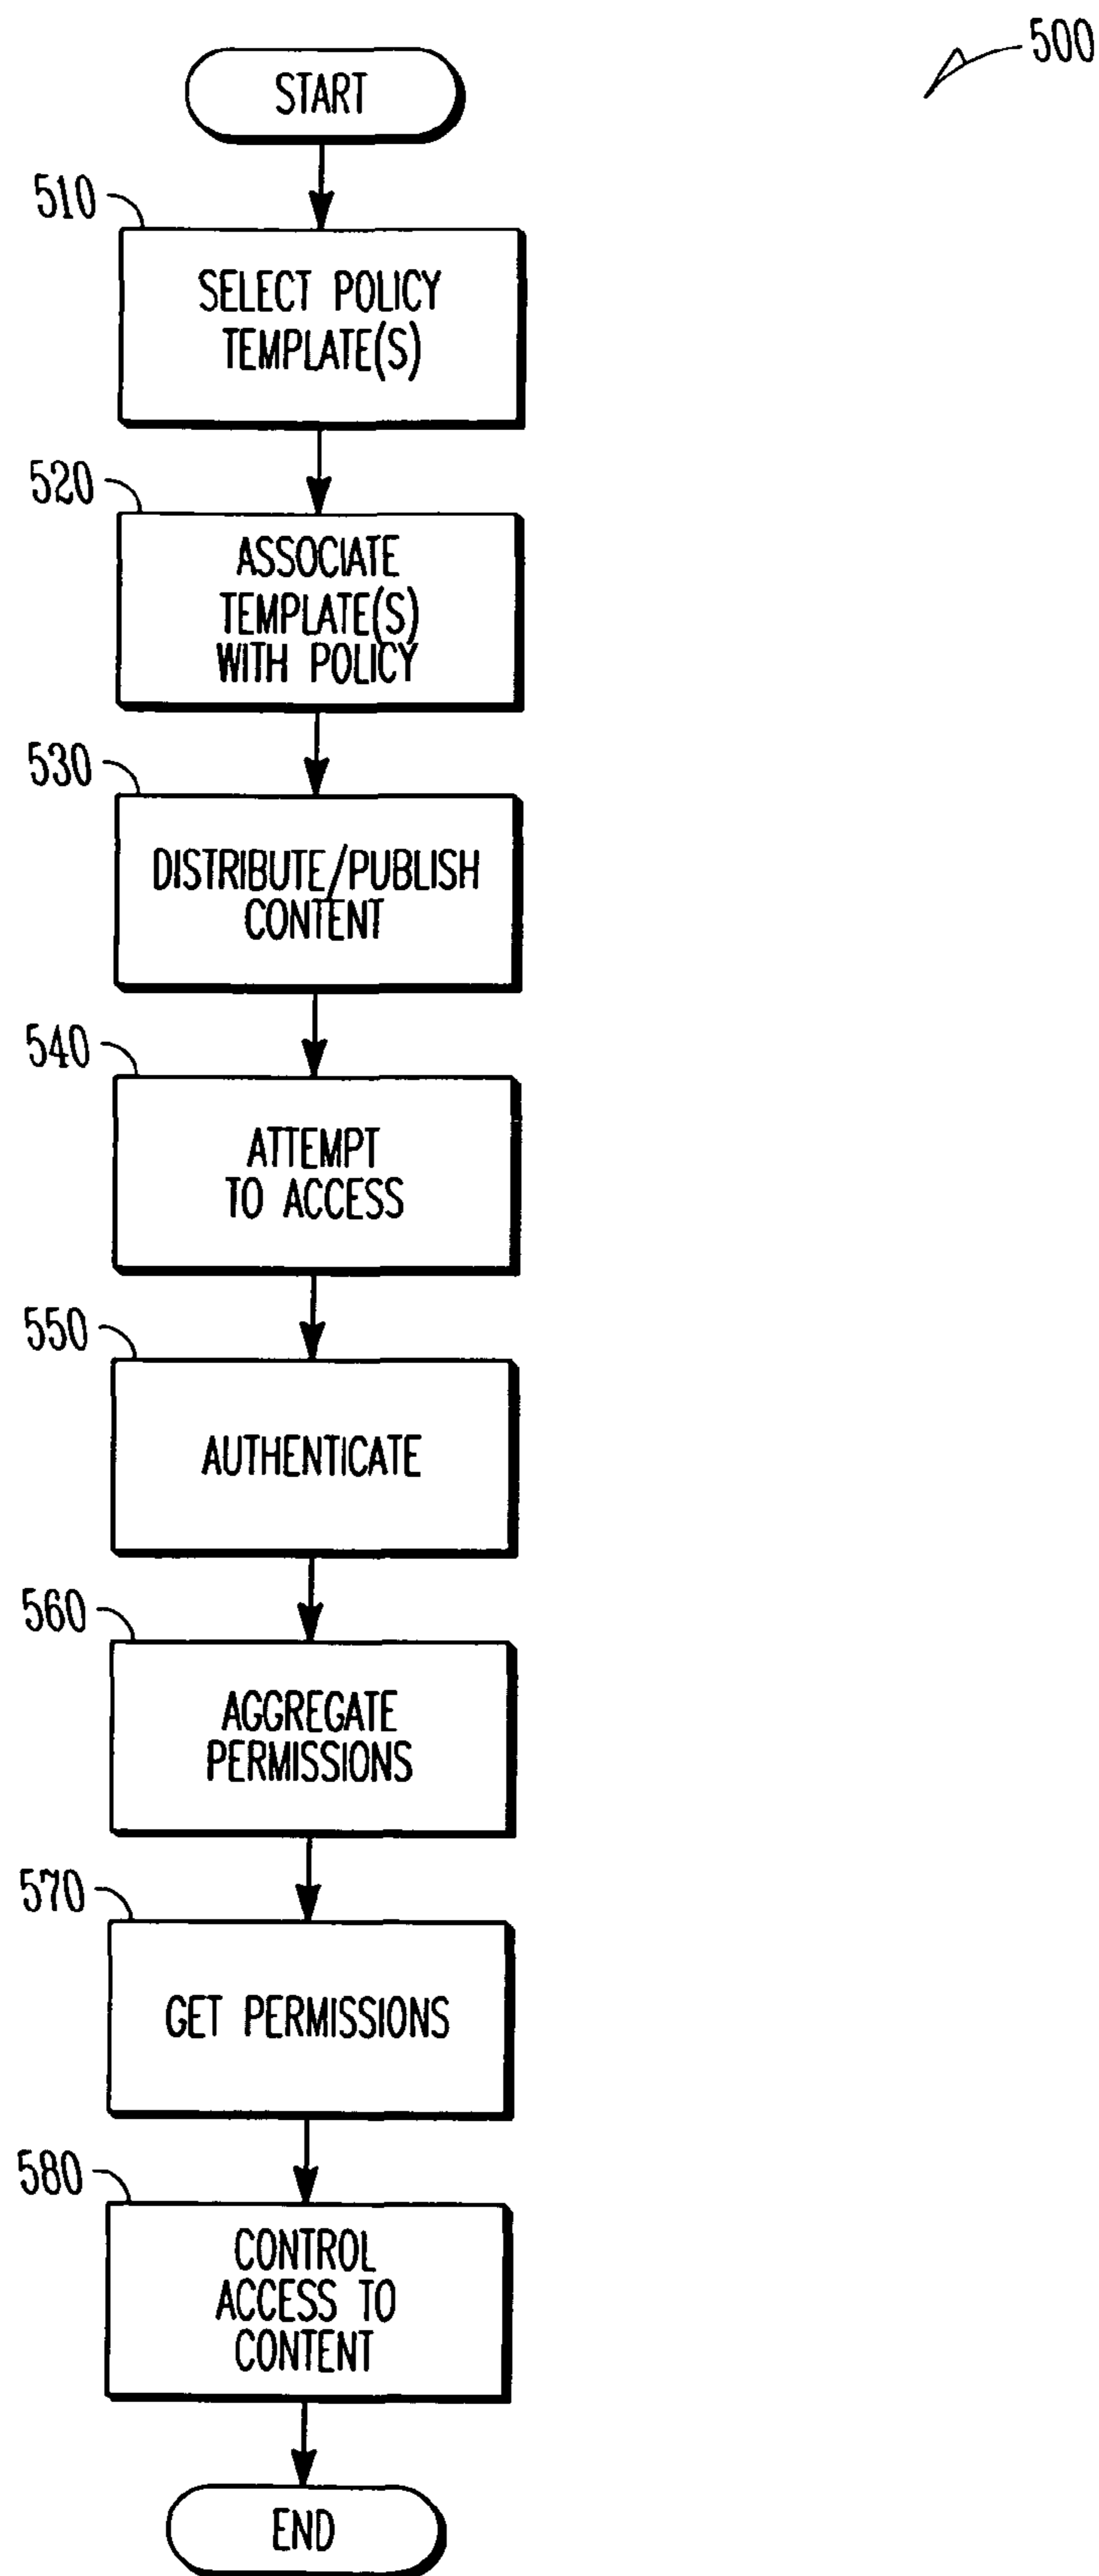 500
START
510
SELECT POLICY
TEMPLATE(S)
520
ASSOCIATE
TEMPLATE(S)
WITH POLICY
530
DISTRIBUTE/PUBLISH
CONTENT
540
ATTEMPT
TO ACCESS
550
AUTHENTICATE
560
AGGREGATE
PERMISSIONS
570
GET PERMISSIONS
580
CONTROL
ACCESS TO
CONTENT
END